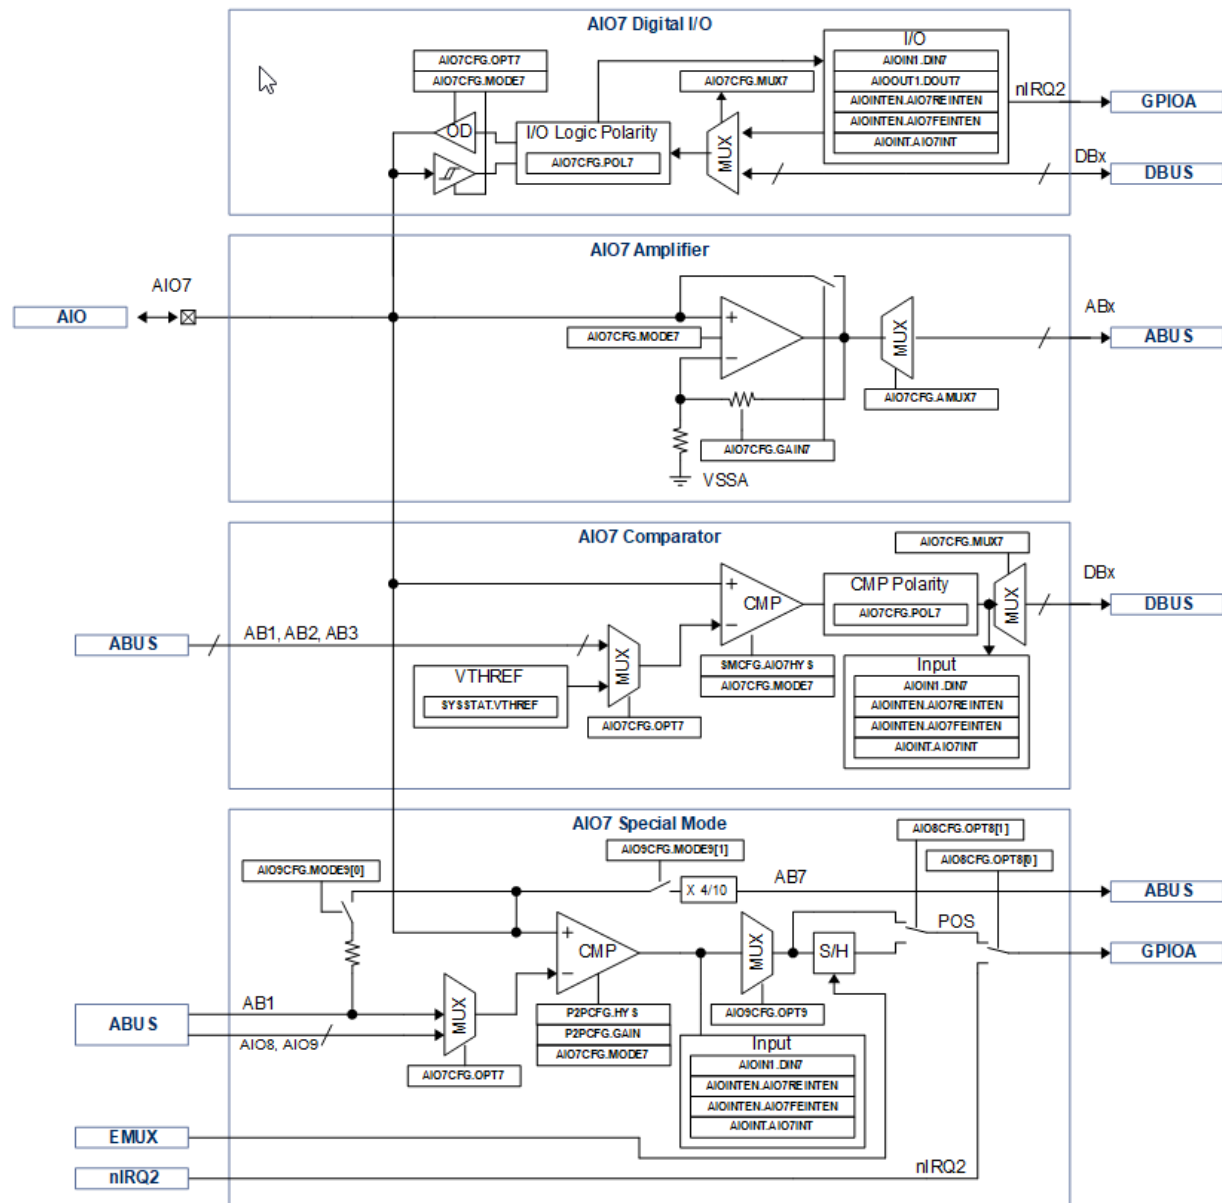 AIO7 Digital I/O
AIO7CFG.OPT7
AIO7CFG.MODE7
OD
I/O Logic Polarity
AIO7CFG.POL7
AIO7CFG.MUX7
MUX
I/O
AIOIN1.DIN7
AIOOUT1.DOUT7
AIOINTEN.AIO7REINTEN
AIOINTEN.AIO7FEINTEN
AIOINT.AIO7INT
nIRQ2
GPIOA
DBx
DBUS
AIO7 Amplifier
AIO
AIO7
AIO7CFG.MODE7
+
−
AIO7CFG.GAIN7
VSSA
MUX
AIO7CFG.AMUX7
ABx
ABUS
AIO7 Comparator
ABUS
AB1, AB2, AB3
VTHREF
SYSSTAT.VTHREF
MUX
AIO7CFG.OPT7
+
−
CMP
SMCFG.AIO7HYS
AIO7CFG.MODE7
CMP Polarity
AIO7CFG.POL7
AIO7CFG.MUX7
MUX
DBx
DBUS
Input
AIOIN1.DIN7
AIOINTEN.AIO7REINTEN
AIOINTEN.AIO7FEINTEN
AIOINT.AIO7INT
AIO7 Special Mode
AIO9CFG.MODE9[0]
AIO9CFG.MODE9[1]
X 4/10
AB7
ABUS
AIO8CFG.OPT8[1]
AIO8CFG.OPT8[0]
POS
GPIOA
ABUS
AB1
AIO8, AIO9
MUX
AIO7CFG.OPT7
+
−
CMP
P2PCFG.HYS
P2PCFG.GAIN
AIO7CFG.MODE7
MUX
AIO9CFG.OPT9
S/H
Input
AIOIN1.DIN7
AIOINTEN.AIO7REINTEN
AIOINTEN.AIO7FEINTEN
AIOINT.AIO7INT
EMUX
nIRQ2
nIRQ2